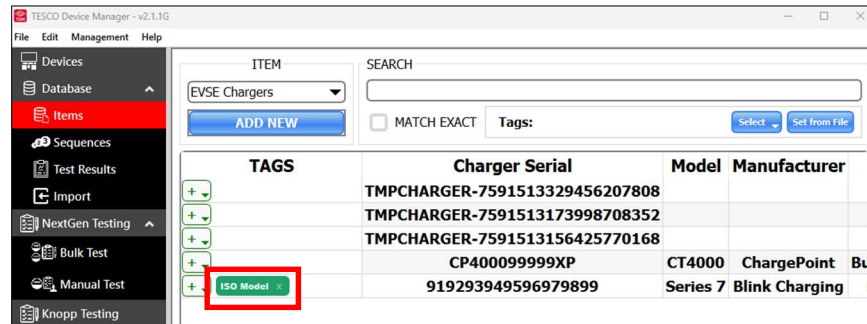 TESCO Device Manager - v2.1.1G
File Edit Management Help
Devices
Database
Items
Sequences
Test Results
Import
NextGen Testing
Bulk Test
Manual Test
Knopp Testing
ITEM
EVSE Chargers
ADD NEW
SEARCH
MATCH EXACT Tags: Select Set from File
TAGS Charger Serial Model Manufacturer
+ TMPCHARGER-7591513329456207808
+ TMPCHARGER-7591513173998708352
+ TMPCHARGER-7591513156425770168
+ CP400099999XP CT4000 ChargePoint Bu
+ ISO Model x 919293949596979899 Series 7 Blink Charging